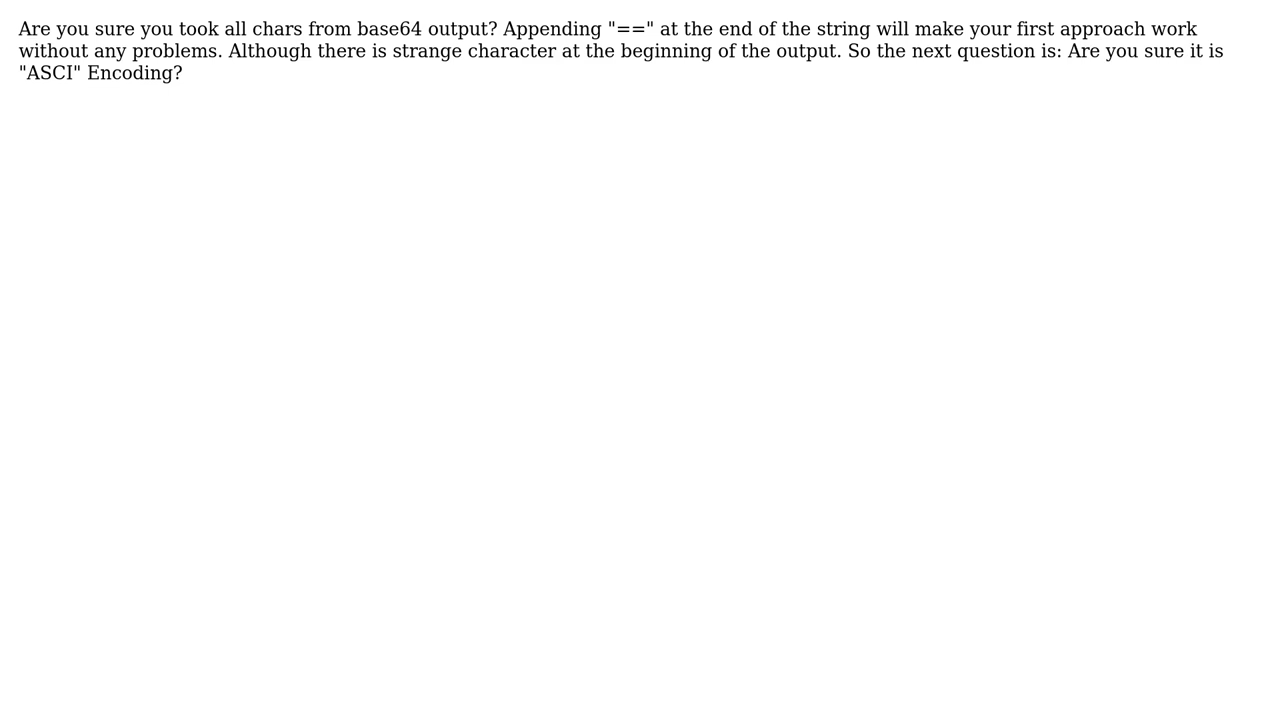 Are you sure you took all chars from base64 output? Appending "==" at the end of the string will make your first approach work
without any problems. Although there is strange character at the beginning of the output. So the next question is: Are you sure it is
"ASCI" Encoding?